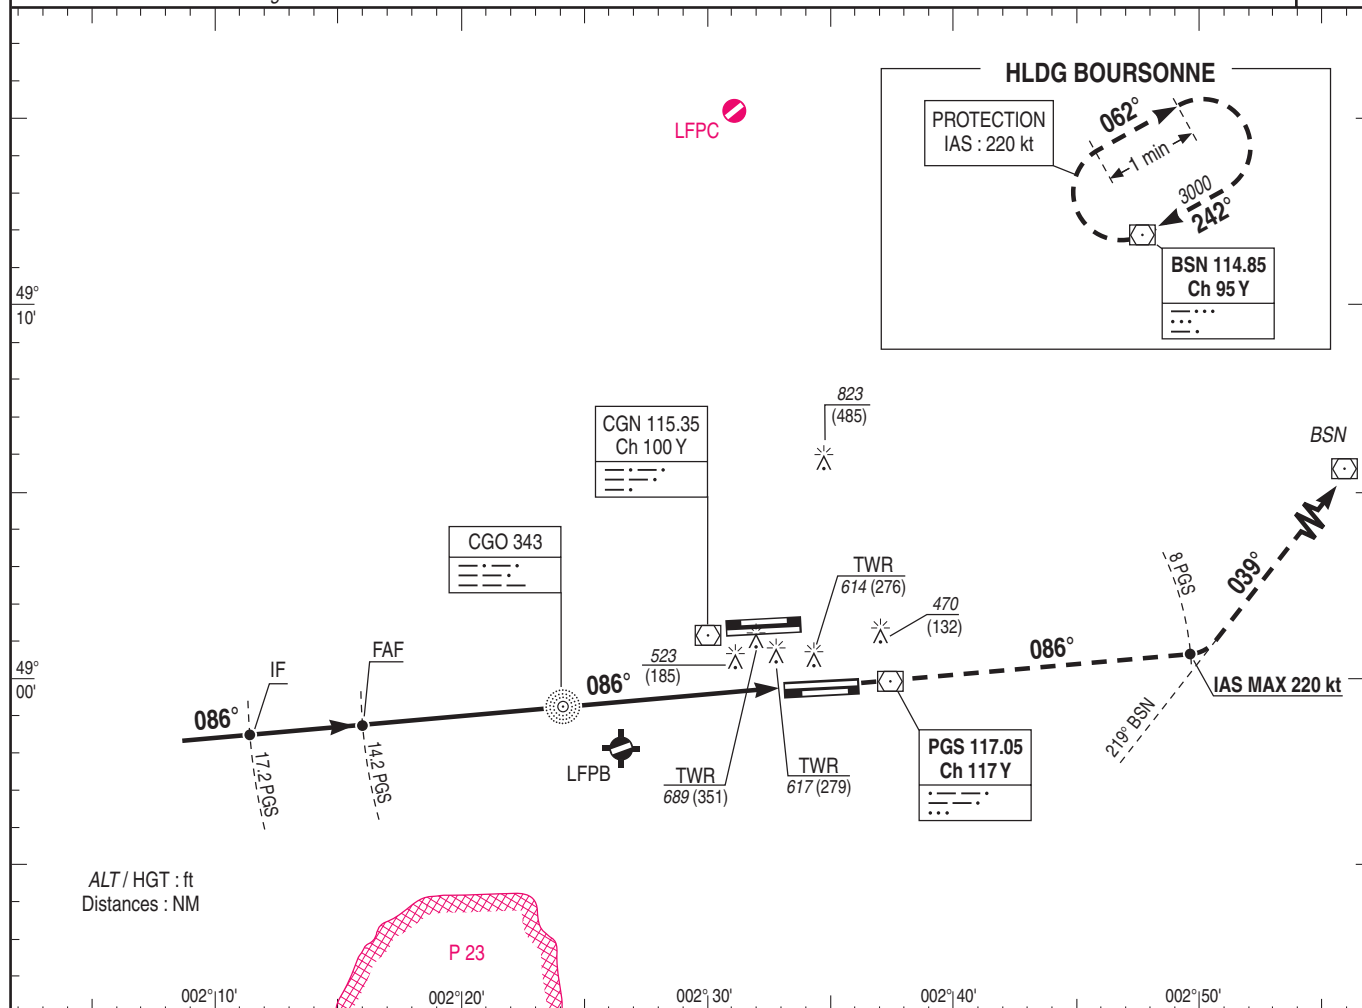 HLDG BOURSONNE
PROTECTION
IAS : 220 kt
062°
1 min
3000
242°
BSN 114.85
Ch 95 Y
LFPC
49°
10'
823
(485)
CGN 115.35
Ch 100 Y
BSN
CGO 343
TWR
614 (276)
470
(132)
8 PGS
039°
49°
00'
IF
FAF
523
(185)
086°
086°
086°
IAS MAX 220 kt
219° BSN
17.2 PGS
14.2 PGS
LFPB
TWR
689 (351)
TWR
617 (279)
PGS 117.05
Ch 117 Y
ALT / HGT : ft
Distances : NM
P 23
002°10'
002°20'
002°30'
002°40'
002°50'